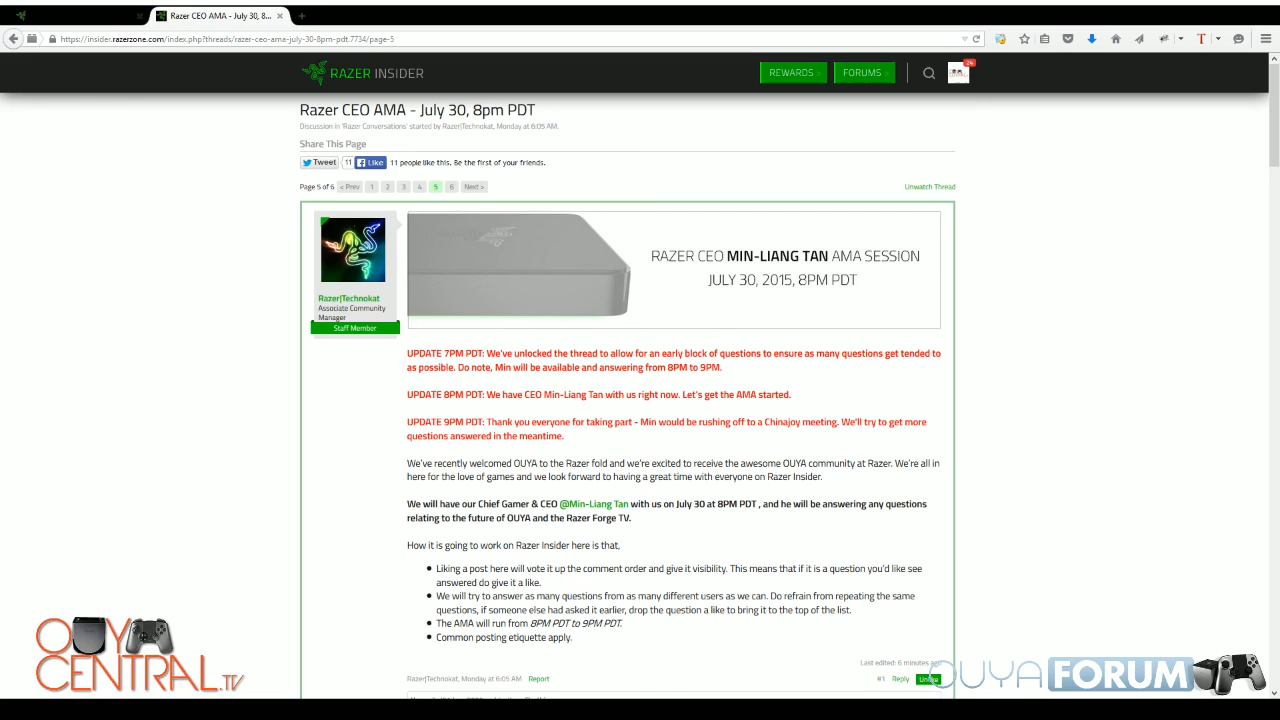 Razer CEO AMA - July 30, 8...
https://insider.razerzone.com/index.php?threads/razer-ceo-ama-july-30-8pm-pdt.7734/page-5
RAZER INSIDER
REWARDS
FORUMS
24
Razer CEO AMA - July 30, 8pm PDT
Discussion in 'Razer Conversations' started by Razer|Technokat, Monday at 6:05 AM.
Share This Page
Tweet 11 Like 11 people like this. Be the first of your friends.
Page 5 of 6 < Prev 1 2 3 4 5 6 Next >
Unwatch Thread
RAZER CEO MIN-LIANG TAN AMA SESSION
JULY 30, 2015, 8PM PDT
Razer|Technokat
Associate Community
Manager
Staff Member
UPDATE 7PM PDT: We've unlocked the thread to allow for an early block of questions to ensure as many questions get tended to
as possible. Do note, Min will be available and answering from 8PM to 9PM.
UPDATE 8PM PDT: We have CEO Min-Liang Tan with us right now. Let's get the AMA started.
UPDATE 9PM PDT: Thank you everyone for taking part - Min would be rushing off to a Chinajoy meeting. We'll try to get more
questions answered in the meantime.
We've recently welcomed OUYA to the Razer fold and we're excited to receive the awesome OUYA community at Razer. We're all in
here for the love of games and we look forward to having a great time with everyone on Razer Insider.
We will have our Chief Gamer & CEO @Min-Liang Tan with us on July 30 at 8PM PDT , and he will be answering any questions
relating to the future of OUYA and the Razer Forge TV.
How it is going to work on Razer Insider here is that,
Liking a post here will vote it up the comment order and give it visibility. This means that if it is a question you'd like see
answered do give it a like.
We will try to answer as many questions from as many different users as we can. Do refrain from repeating the same
questions, if someone else had asked it earlier, drop the question a like to bring it to the top of the list.
The AMA will run from 8PM PDT to 9PM PDT.
Common posting etiquette apply.
Last edited: 6 minutes ago
Razer|Technokat, Monday at 6:05 AM Report
#1 Reply Unlike
OUYA
CENTRAL.TV
OUYAFORUM